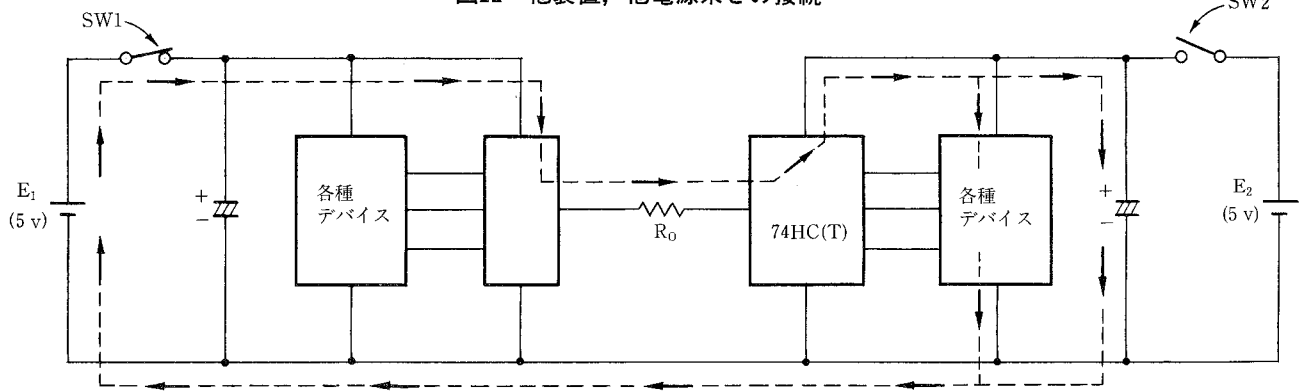 SW1
SW2
E₁
(5 v)
+
−
各種
デバイス
R₀
74HC(T)
各種
デバイス
+
−
E₂
(5 v)